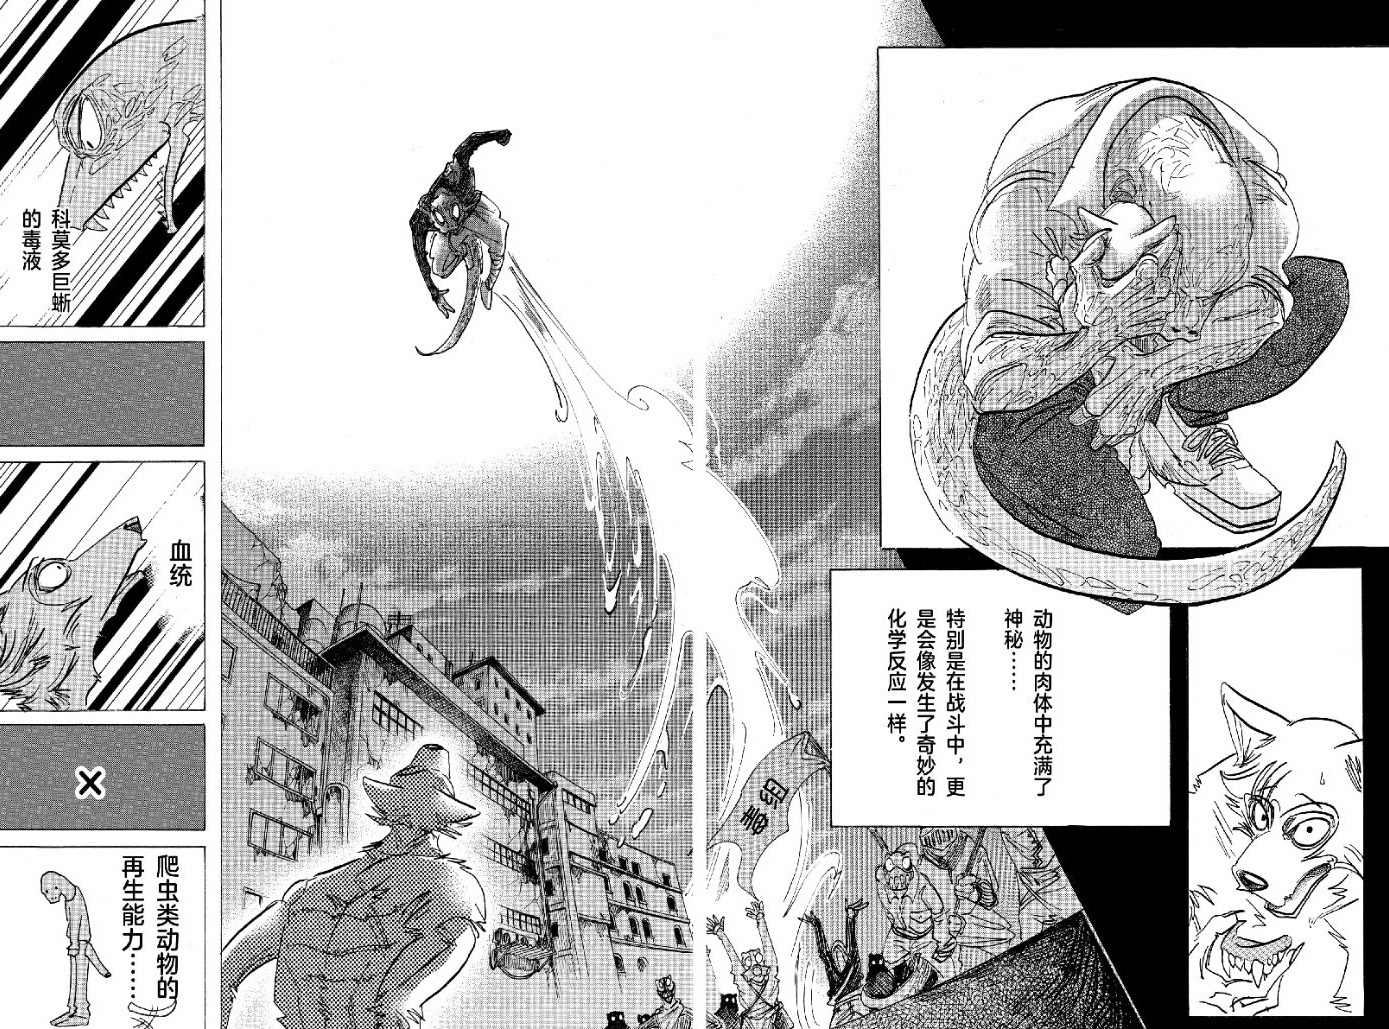 动物的肉体中充满了
神秘……
特别是在战斗中，更
是会像发生了奇妙的
化学反应一样。
毒组
科莫多巨蜥
的毒液
血统
×
爬虫类动物的
再生能力……